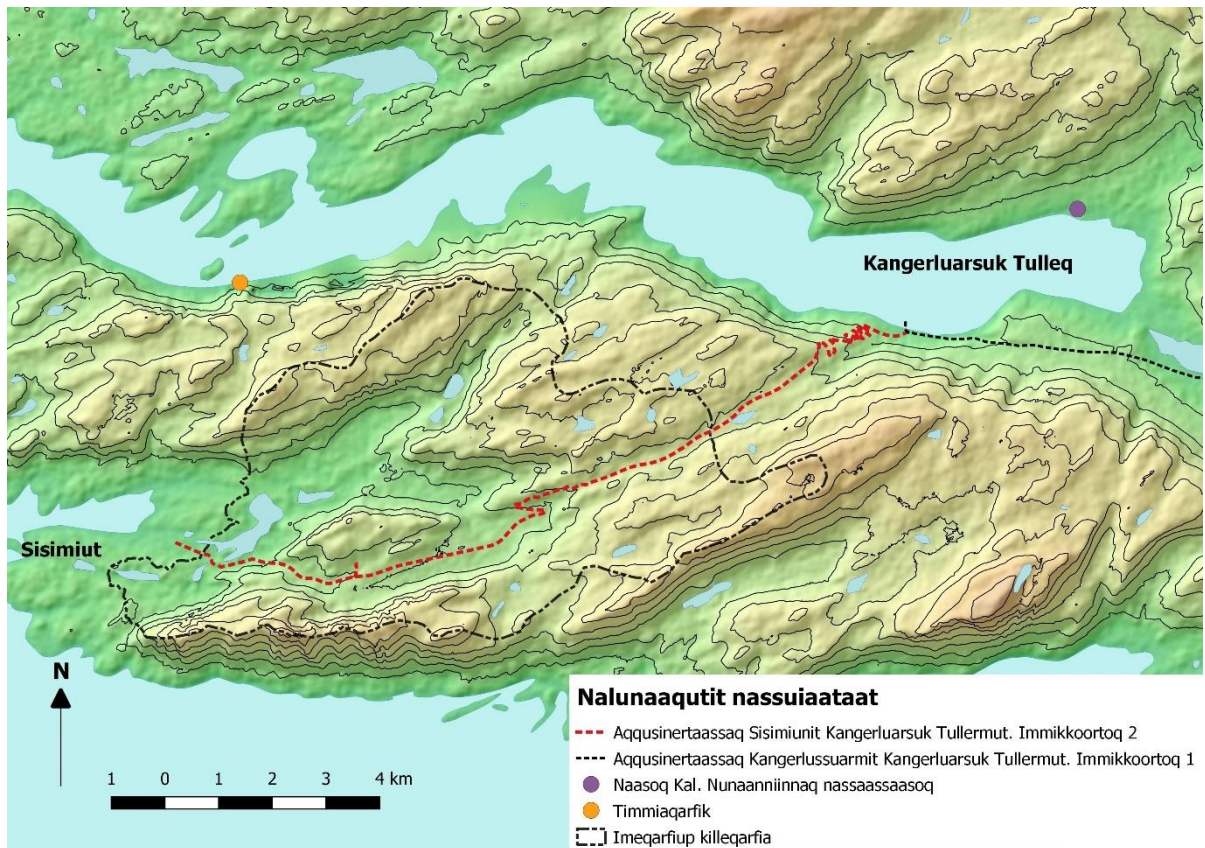 Kangerluarsuk Tulleq
Sisimiut
N
1 0 1 2 3 4 km
Nalunaaqutit nassuiaataat
Aqqusinertaassaq Sisimiunit Kangerluarsuk Tullermut. Immikkoortoq 2
Aqqusinertaassaq Kangerlussuarmit Kangerluarsuk Tullermut. Immikkoortoq 1
Naasoq Kal. Nunaanniinnaq nassaassaasoq
Timmiaqarfik
Imeqarfiup killeqarfia